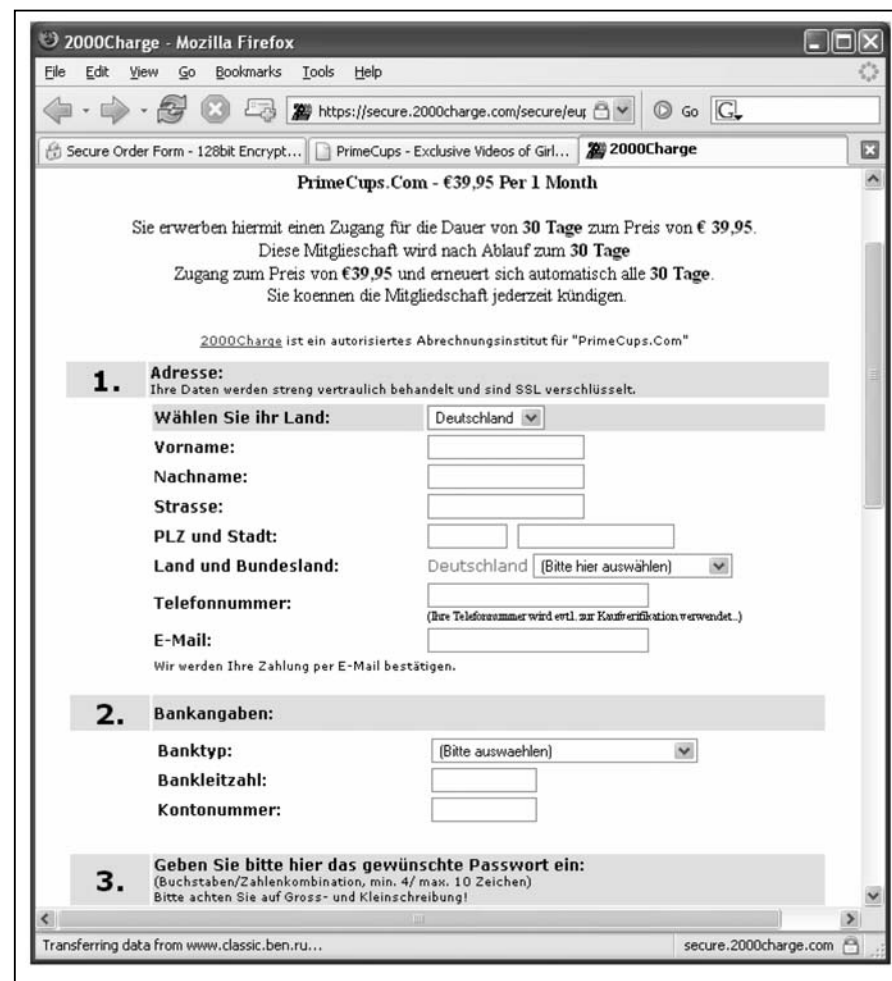 2000Charge - Mozilla Firefox
File Edit View Go Bookmarks Tools Help
https://secure.2000charge.com/secure/eur Go G
Secure Order Form - 128bit Encrypt... PrimeCups - Exclusive Videos of Girl... 2000Charge
PrimeCups.Com - €39,95 Per 1 Month
Sie erwerben hiermit einen Zugang für die Dauer von 30 Tage zum Preis von € 39,95.
Diese Mitglieschaft wird nach Ablauf zum 30 Tage
Zugang zum Preis von €39,95 und erneuert sich automatisch alle 30 Tage.
Sie koennen die Mitgliedschaft jederzeit kündigen.
2000Charge ist ein autorisiertes Abrechnungsinstitut für "PrimeCups.Com"
1. Adresse:
Ihre Daten werden streng vertraulich behandelt und sind SSL verschlüsselt.
Wählen Sie ihr Land: Deutschland
Vorname:
Nachname:
Strasse:
PLZ und Stadt:
Land und Bundesland: Deutschland (Bitte hier auswählen)
Telefonnummer:
(Ihre Telefonnummer wird evtl. zur Kaufverifikation verwendet..)
E-Mail:
Wir werden Ihre Zahlung per E-Mail bestätigen.
2. Bankangaben:
Banktyp: (Bitte auswaehlen)
Bankleitzahl:
Kontonummer:
3. Geben Sie bitte hier das gewünschte Passwort ein:
(Buchstaben/Zahlenkombination, min. 4/ max. 10 Zeichen)
Bitte achten Sie auf Gross- und Kleinschreibung!
Transferring data from www.classic.ben.ru... secure.2000charge.com